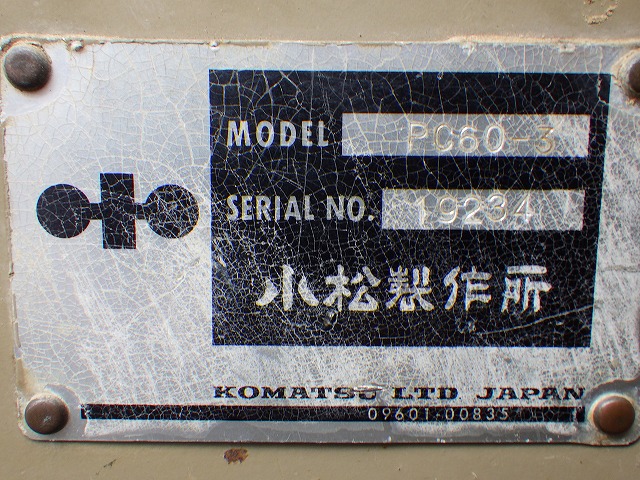 MODEL PC60-3
SERIAL NO. 19234
小松製作所
KOMATSU LTD JAPAN
09601-00835